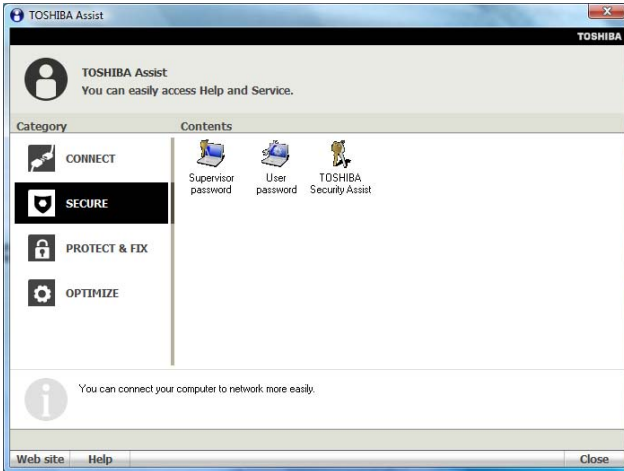 TOSHIBA Assist
TOSHIBA
TOSHIBA Assist
You can easily access Help and Service.
Category
Contents
CONNECT
SECURE
PROTECT & FIX
OPTIMIZE
Supervisor
password
User
password
TOSHIBA
Security Assist
You can connect your computer to network more easily.
Web site Help Close